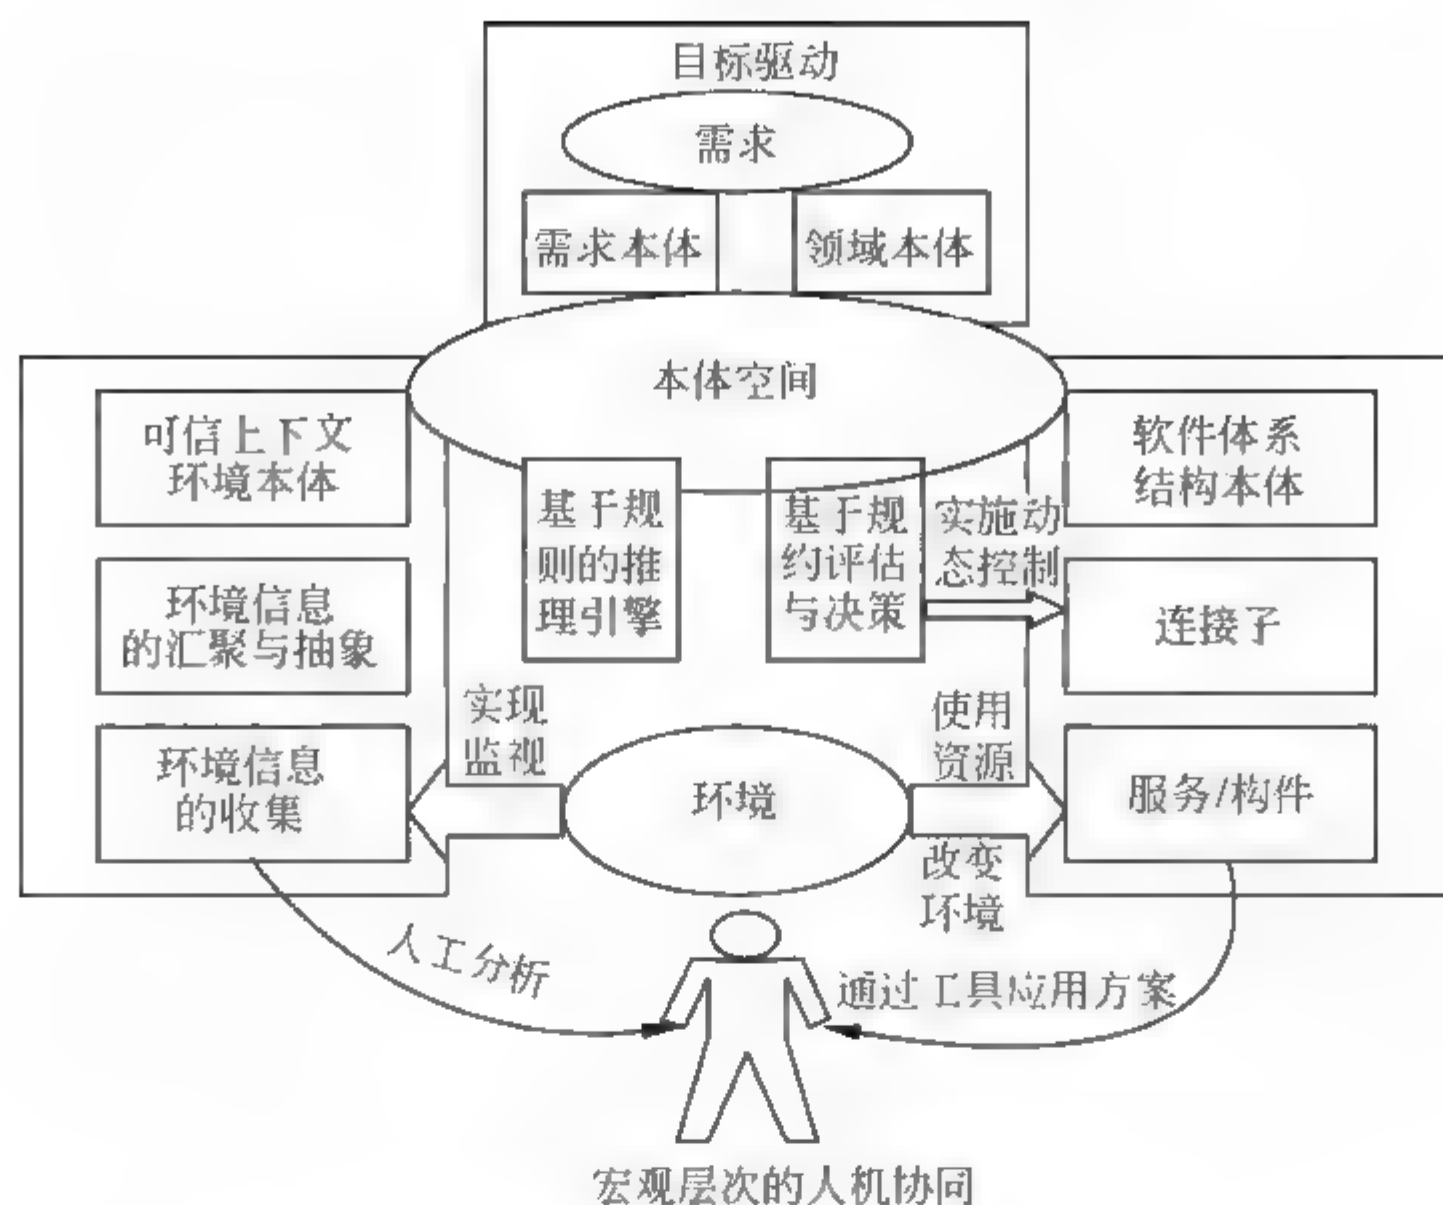 目标驱动
需求
需求本体
领域本体
本体空间
可信上下文
环境本体
环境信息
的汇聚与抽象
环境信息
的收集
基于规
则的推
理引擎
基于规
约评估
与决策
实施动
态控制
软件体系
结构本体
连接子
服务/构件
实现
监视
环境
使用
资源
改变
环境
人工分析
通过工具应用方案
宏观层次的人机协同